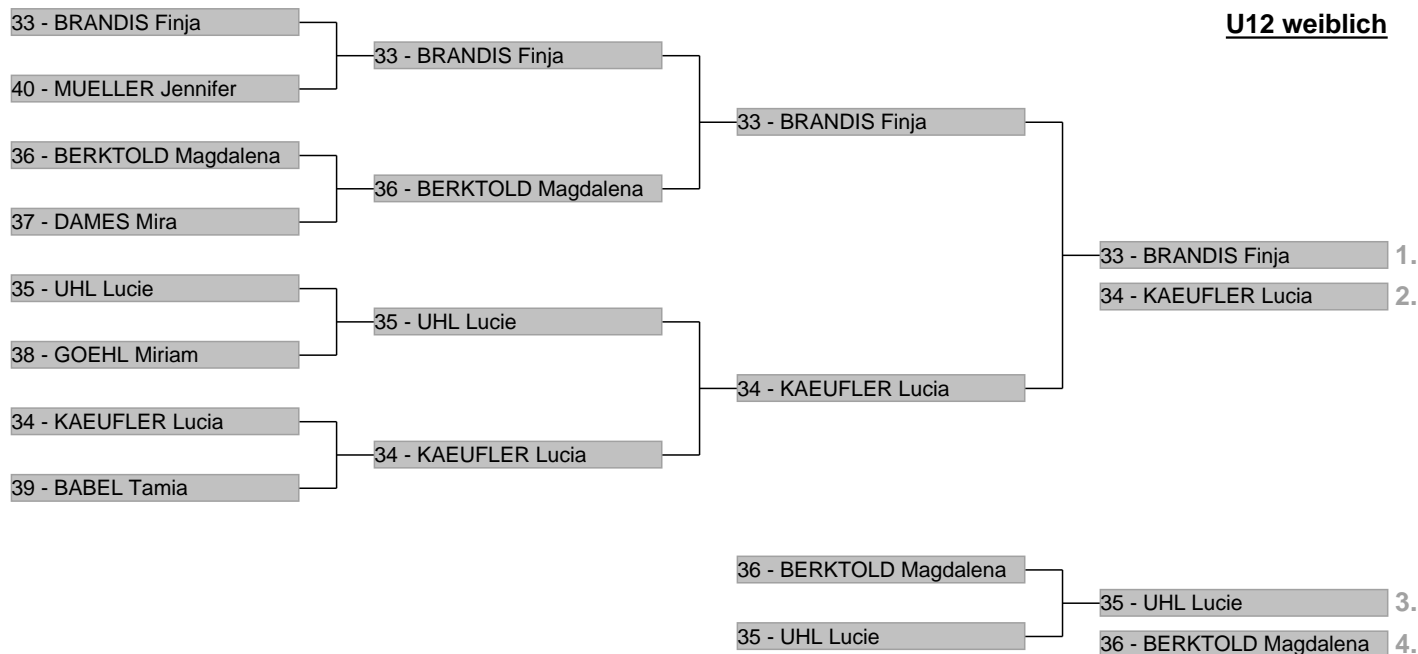 U12 weiblich
33 - BRANDIS Finja
40 - MUELLER Jennifer
36 - BERKTOLD Magdalena
37 - DAMES Mira
35 - UHL Lucie
38 - GOEHL Miriam
34 - KAEUFLER Lucia
39 - BABEL Tamia
33 - BRANDIS Finja
36 - BERKTOLD Magdalena
35 - UHL Lucie
34 - KAEUFLER Lucia
33 - BRANDIS Finja
34 - KAEUFLER Lucia
33 - BRANDIS Finja 1.
34 - KAEUFLER Lucia 2.
36 - BERKTOLD Magdalena
35 - UHL Lucie
35 - UHL Lucie 3.
36 - BERKTOLD Magdalena 4.